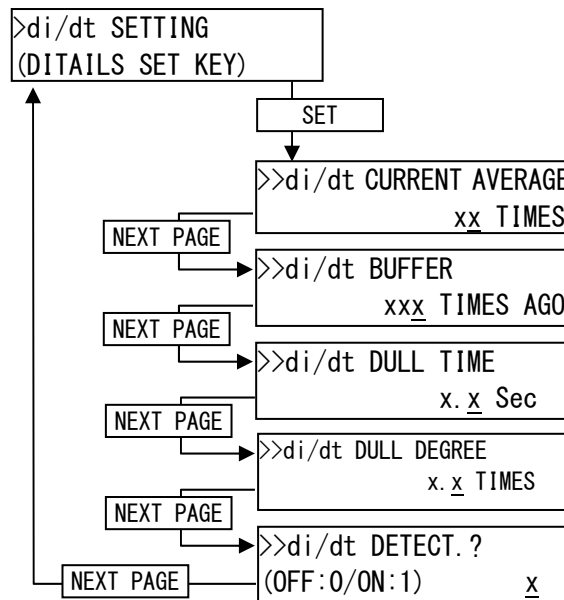 >di/dt SETTING
(DITAILS SET KEY)
SET
>>di/dt CURRENT AVERAGE
xx TIMES
NEXT PAGE
>>di/dt BUFFER
xxx TIMES AGO
NEXT PAGE
>>di/dt DULL TIME
x.x Sec
NEXT PAGE
>>di/dt DULL DEGREE
x.x TIMES
NEXT PAGE
>>di/dt DETECT.?
NEXT PAGE
(OFF:0/ON:1) x